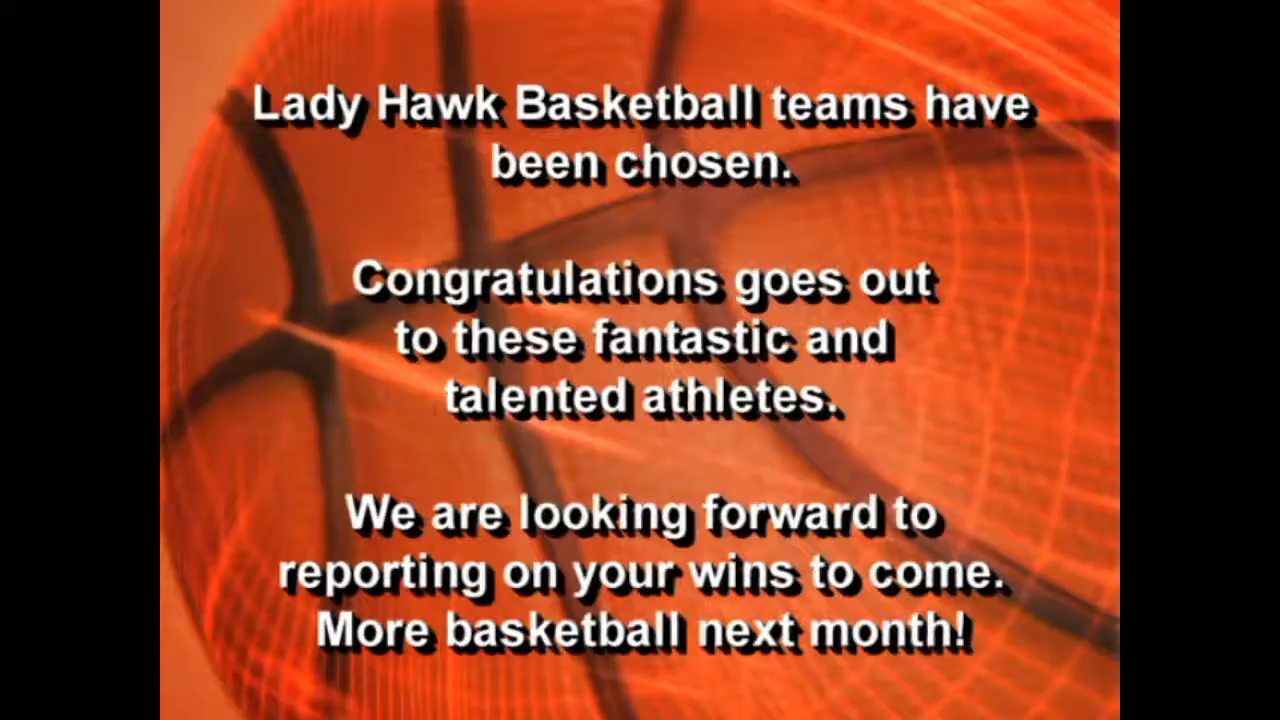 Lady Hawk Basketball teams have
been chosen.
Congratulations goes out
to these fantastic and
talented athletes.
We are looking forward to
reporting on your wins to come.
More basketball next month!